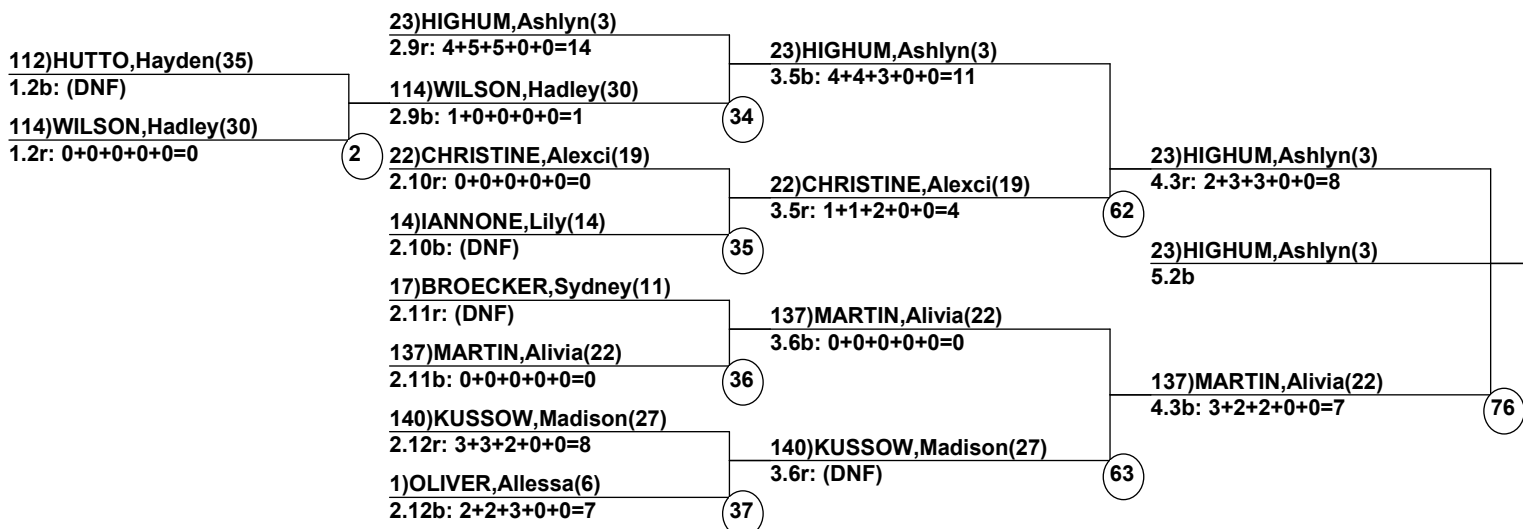 112)HUTTO,Hayden(35)
1.2b: (DNF)
114)WILSON,Hadley(30)
1.2r: 0+0+0+0+0=0
2
23)HIGHUM,Ashlyn(3)
2.9r: 4+5+5+0+0=14
114)WILSON,Hadley(30)
2.9b: 1+0+0+0+0=1
34
22)CHRISTINE,Alexci(19)
2.10r: 0+0+0+0+0=0
14)IANNONE,Lily(14)
2.10b: (DNF)
35
17)BROECKER,Sydney(11)
2.11r: (DNF)
137)MARTIN,Alivia(22)
2.11b: 0+0+0+0+0=0
36
140)KUSSOW,Madison(27)
2.12r: 3+3+2+0+0=8
1)OLIVER,Allessa(6)
2.12b: 2+2+3+0+0=7
37
23)HIGHUM,Ashlyn(3)
3.5b: 4+4+3+0+0=11
22)CHRISTINE,Alexci(19)
3.5r: 1+1+2+0+0=4
62
137)MARTIN,Alivia(22)
3.6b: 0+0+0+0+0=0
140)KUSSOW,Madison(27)
3.6r: (DNF)
63
23)HIGHUM,Ashlyn(3)
4.3r: 2+3+3+0+0=8
23)HIGHUM,Ashlyn(3)
5.2b
137)MARTIN,Alivia(22)
4.3b: 3+2+2+0+0=7
76